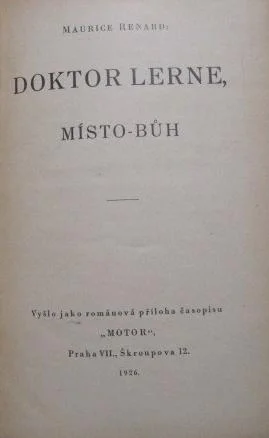 MAURICE RENARD:
DOKTOR LERNE,
MÍSTO-BŮH
Vyšlo jako románová příloha časopisu
„MOTOR“,
Praha VII., Škroupova 12.
1926.